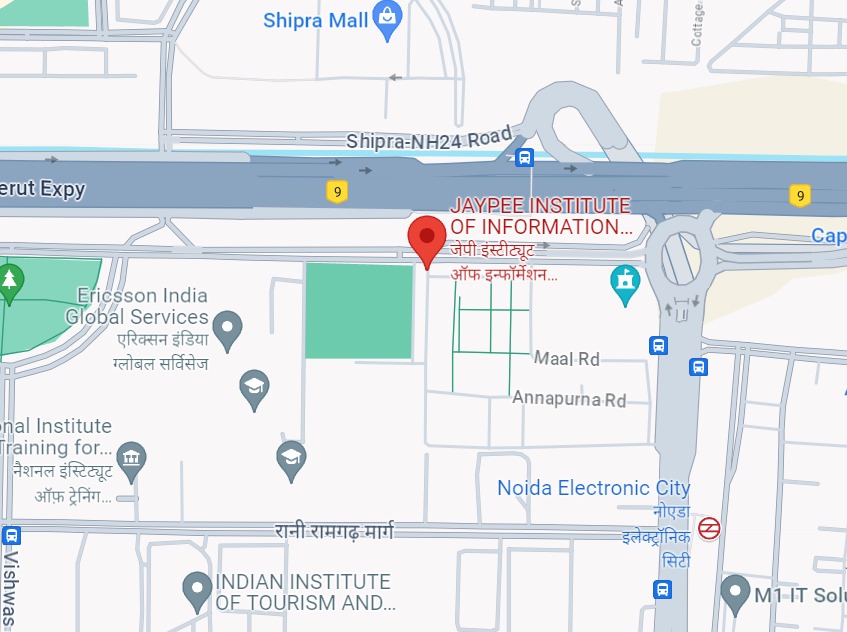 Shipra Mall
Cottage
Shipra-NH24 Road
erut Expy
9
9
JAYPEE INSTITUTE
OF INFORMATION...
जेपी इंस्टीट्यूट
ऑफ इन्फॉर्मेशन...
Cap
Ericsson India
Global Services
एरिक्सन इंडिया
ग्लोबल सर्विसेज
Maal Rd
Annapurna Rd
onal Institute
Training for...
नैशनल इंस्टिट्यूट
ऑफ़ ट्रेनिंग...
Noida Electronic City
नोएडा
इलेक्ट्रॉनिक
सिटी
रानी रामगढ़ मार्ग
Vishwas
INDIAN INSTITUTE
OF TOURISM AND...
M1 IT Solu